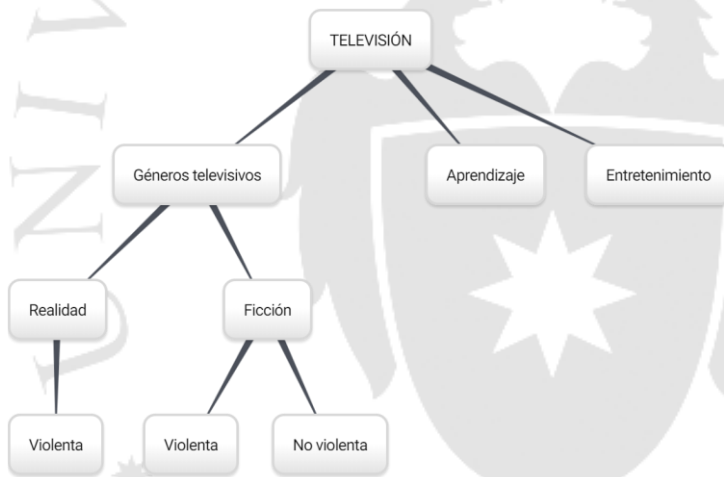 TELEVISIÓN
Géneros televisivos
Aprendizaje
Entretenimiento
Realidad
Ficción
Violenta
Violenta
No violenta